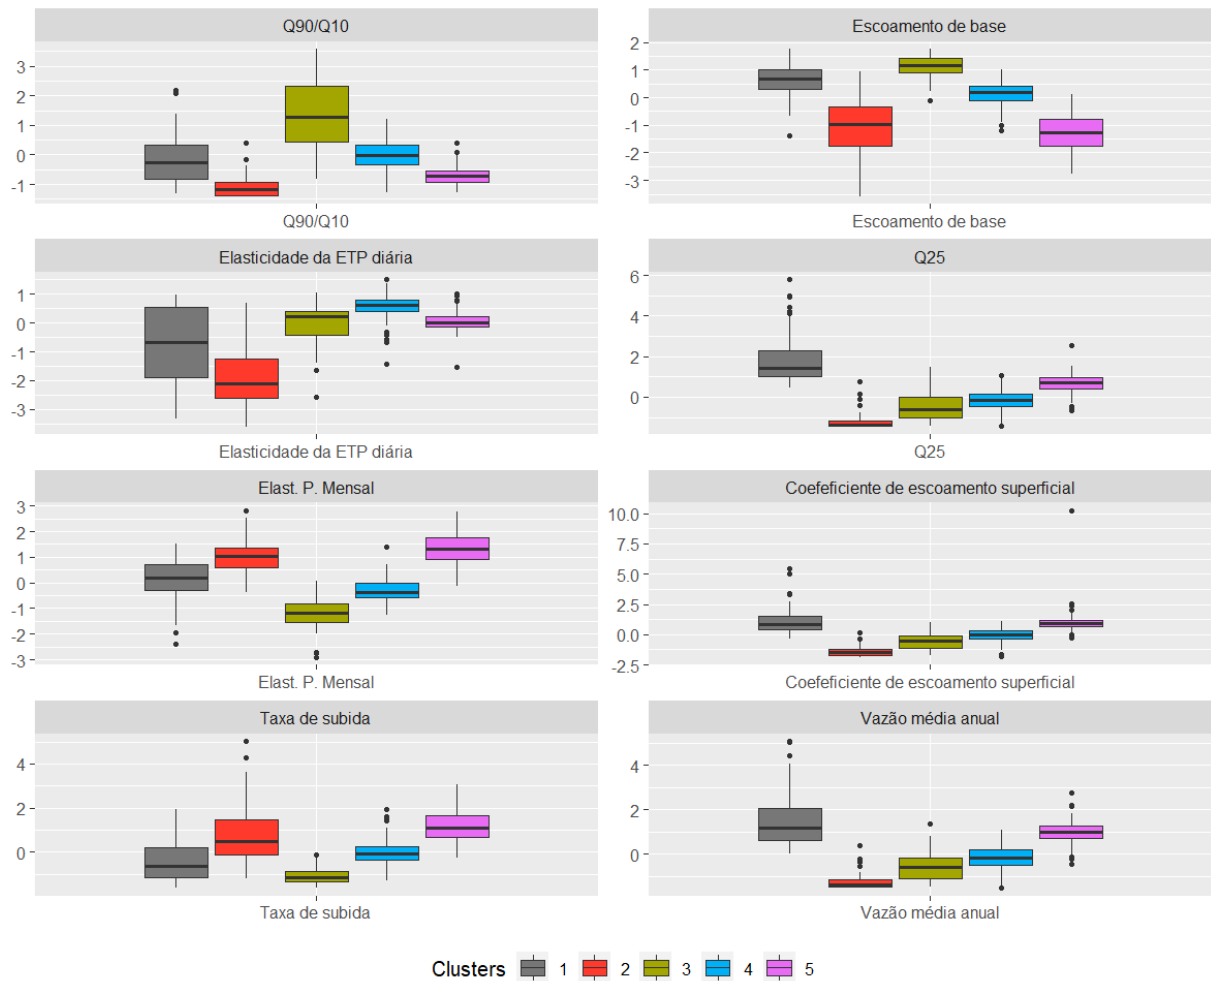 Q90/Q10
3
2
1
0
-1
Q90/Q10
Escoamento de base
2
1
0
-1
-2
-3
Escoamento de base
Elasticidade da ETP diária
1
0
-1
-2
-3
Elasticidade da ETP diária
Q25
6
4
2
0
Q25
Elast. P. Mensal
3
2
1
0
-1
-2
-3
Elast. P. Mensal
Coefeficiente de escoamento superficial
10.0
7.5
5.0
2.5
0.0
-2.5
Coefeficiente de escoamento superficial
Taxa de subida
4
2
0
Taxa de subida
Vazão média anual
4
2
0
Vazão média anual
Clusters 1 2 3 4 5